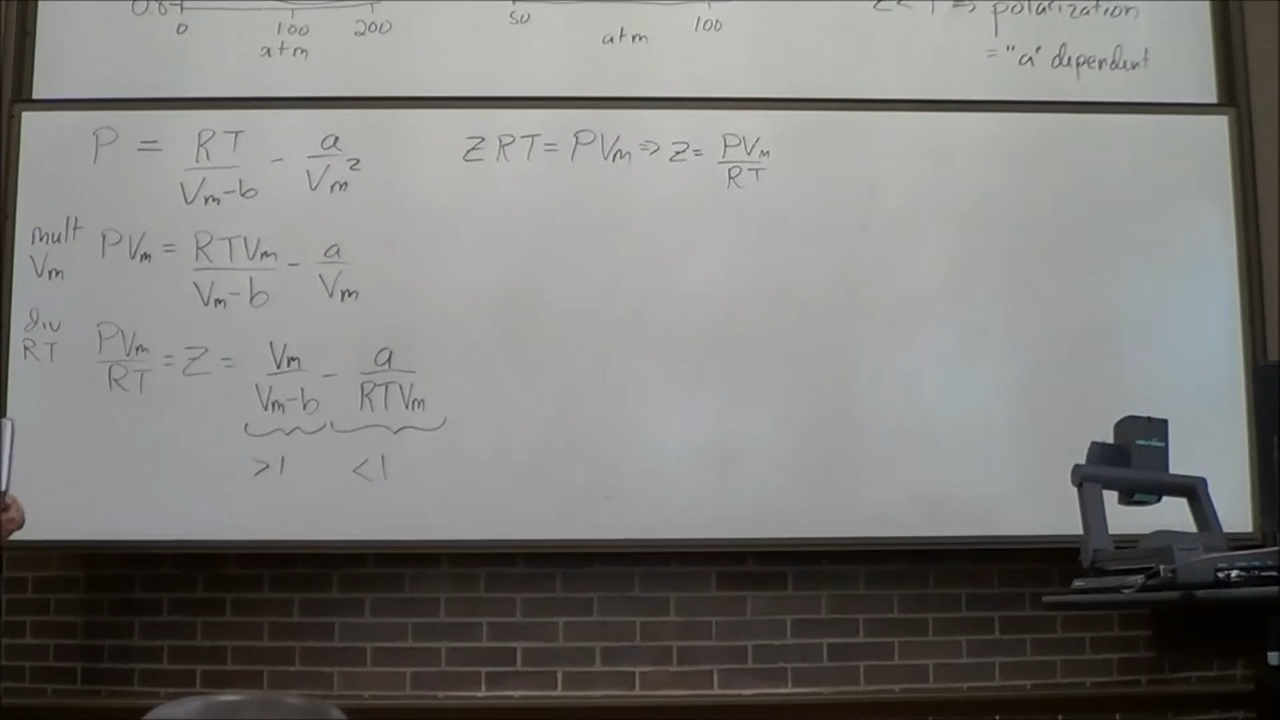 0 100 200
atm
50 100
atm
Z < 1 ⇒ polarization
= "a" dependent
P = RT/(Vm-b) - a/Vm²
ZRT = PVm ⇒ Z = PVm/RT
mult Vm
PVm = RTVm/(Vm-b) - a/Vm
div RT
PVm/RT = Z = Vm/(Vm-b) - a/RTVm
>1 <1